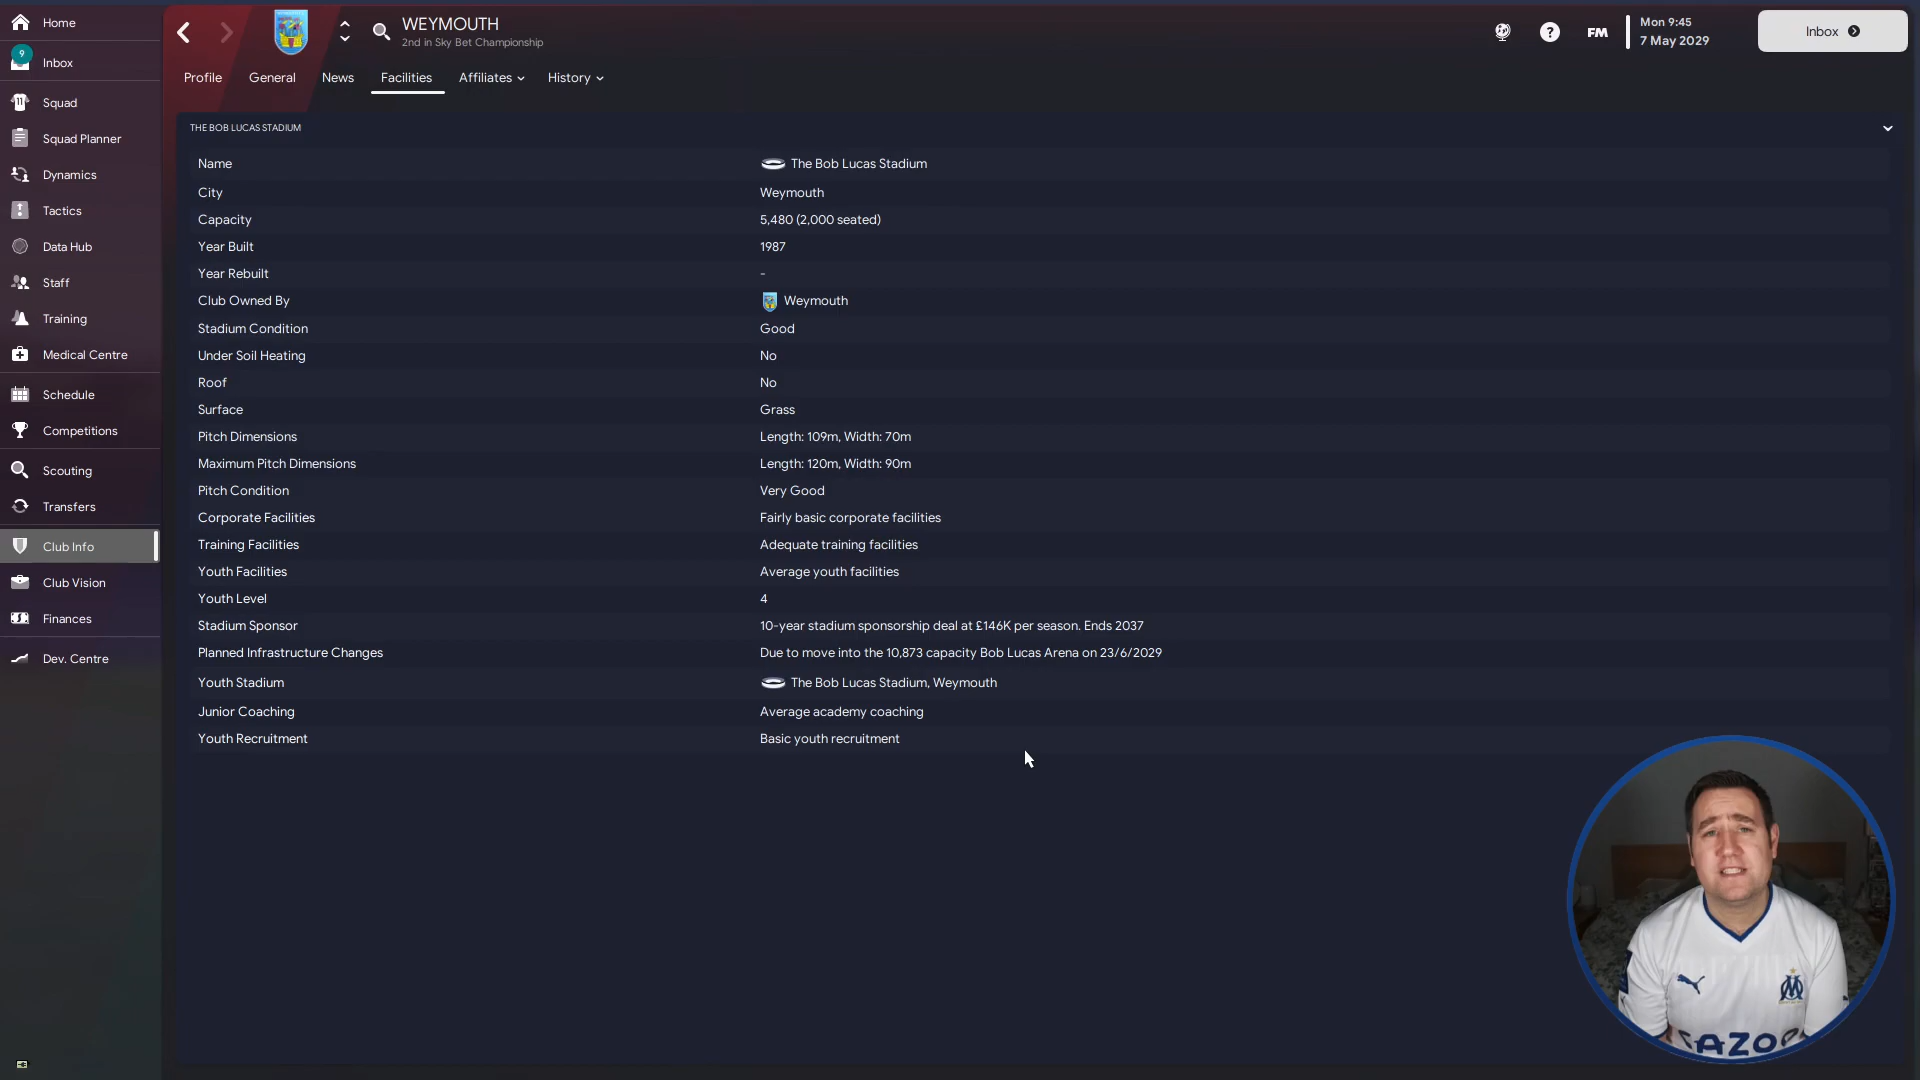 Home
9
Inbox
11
Squad
Squad Planner
Dynamics
Tactics
Data Hub
Staff
Training
Medical Centre
Schedule
Competitions
Scouting
Transfers
Club Info
Club Vision
Finances
Dev. Centre
WEYMOUTH
2nd in Sky Bet Championship
?
FM
Mon 9:45
7 May 2029
Inbox
Profile General News Facilities Affiliates History
THE BOB LUCAS STADIUM
Name The Bob Lucas Stadium
City Weymouth
Capacity 5,480 (2,000 seated)
Year Built 1987
Year Rebuilt -
Club Owned By Weymouth
Stadium Condition Good
Under Soil Heating No
Roof No
Surface Grass
Pitch Dimensions Length: 109m, Width: 70m
Maximum Pitch Dimensions Length: 120m, Width: 90m
Pitch Condition Very Good
Corporate Facilities Fairly basic corporate facilities
Training Facilities Adequate training facilities
Youth Facilities Average youth facilities
Youth Level 4
Stadium Sponsor 10-year stadium sponsorship deal at £146K per season. Ends 2037
Planned Infrastructure Changes Due to move into the 10,873 capacity Bob Lucas Arena on 23/6/2029
Youth Stadium The Bob Lucas Stadium, Weymouth
Junior Coaching Average academy coaching
Youth Recruitment Basic youth recruitment
CAZOO